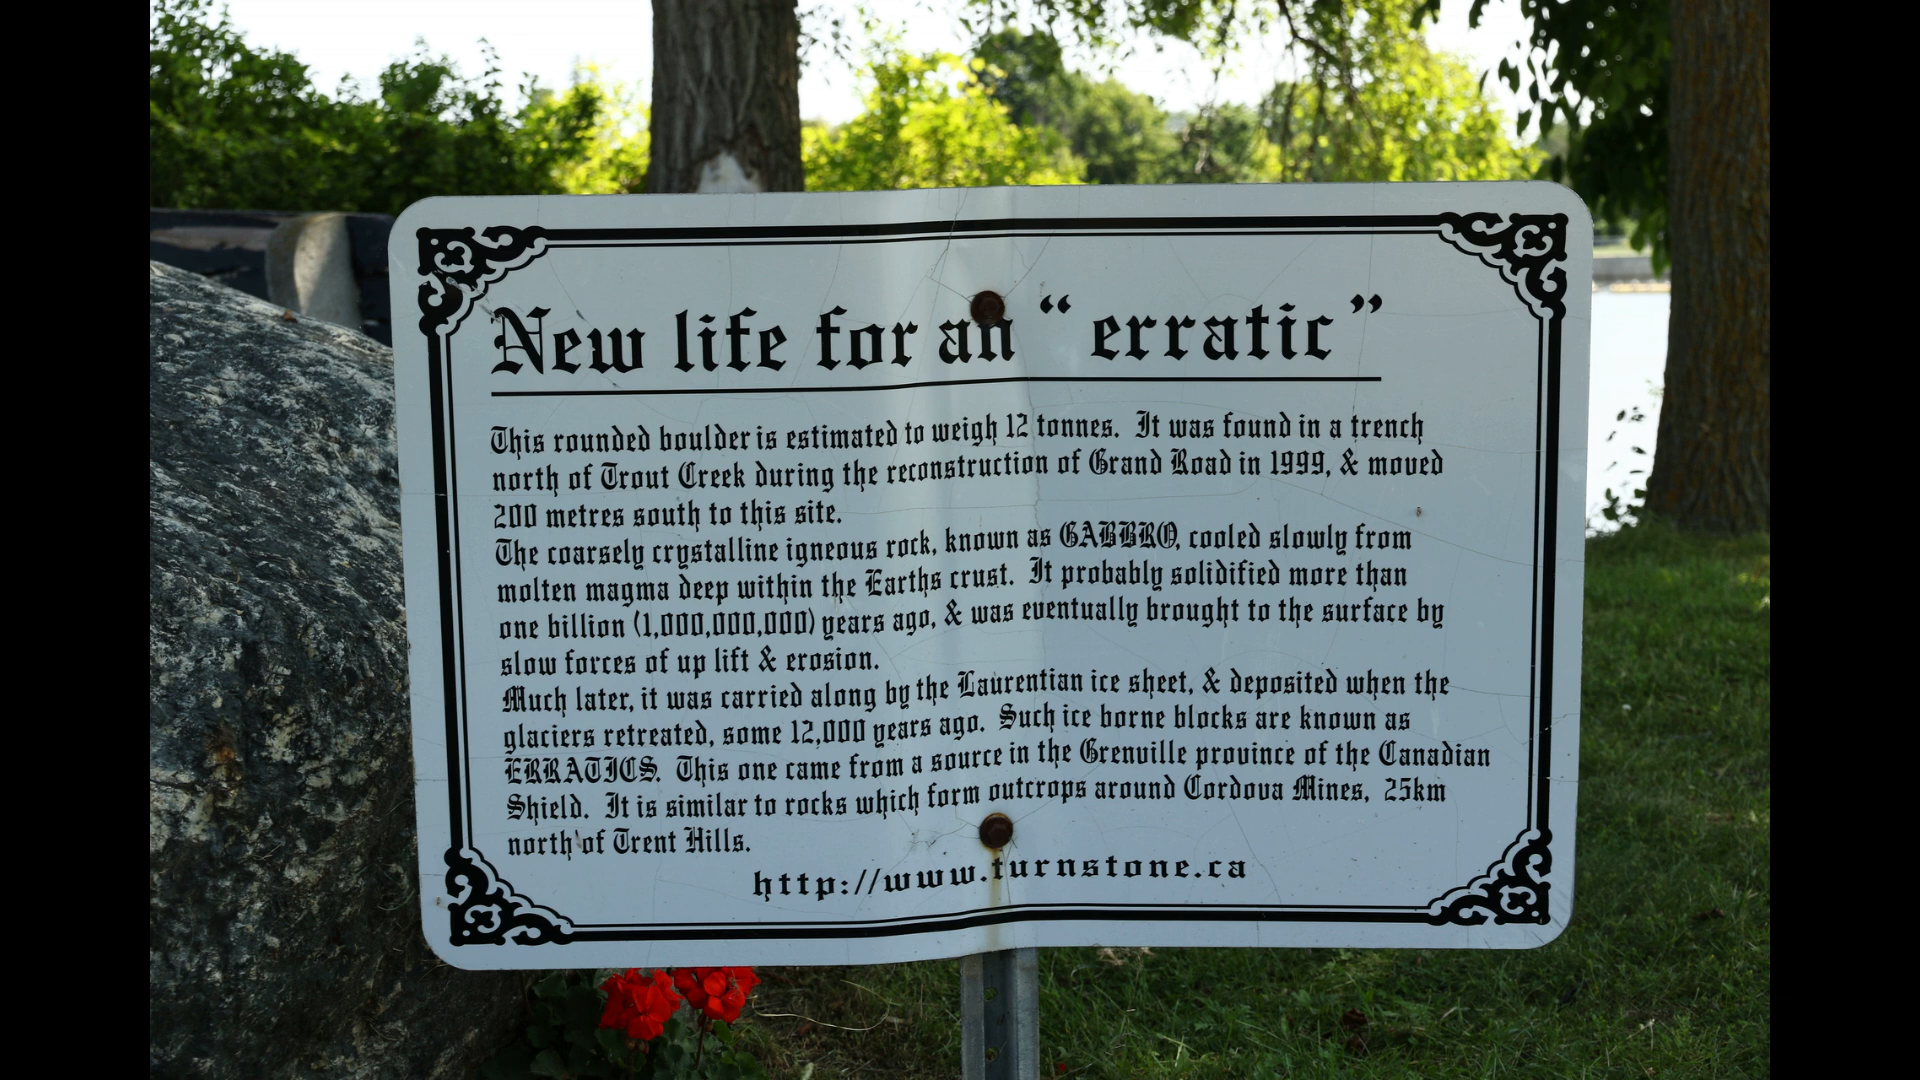 New life for an “erratic”
This rounded boulder is estimated to weigh 12 tonnes. It was found in a trench
north of Trout Creek during the reconstruction of Grand Road in 1999, & moved
200 metres south to this site.
The coarsely crystalline igneous rock, known as GABBRO, cooled slowly from
molten magma deep within the Earths crust. It probably solidified more than
one billion (1,000,000,000) years ago, & was eventually brought to the surface by
slow forces of up lift & erosion.
Much later, it was carried along by the Laurentian ice sheet, & deposited when the
glaciers retreated, some 12,000 years ago. Such ice borne blocks are known as
ERRATICS. This one came from a source in the Grenville province of the Canadian
Shield. It is similar to rocks which form outcrops around Cordova Mines, 25km
north of Trent Hills.
http://www.turnstone.ca